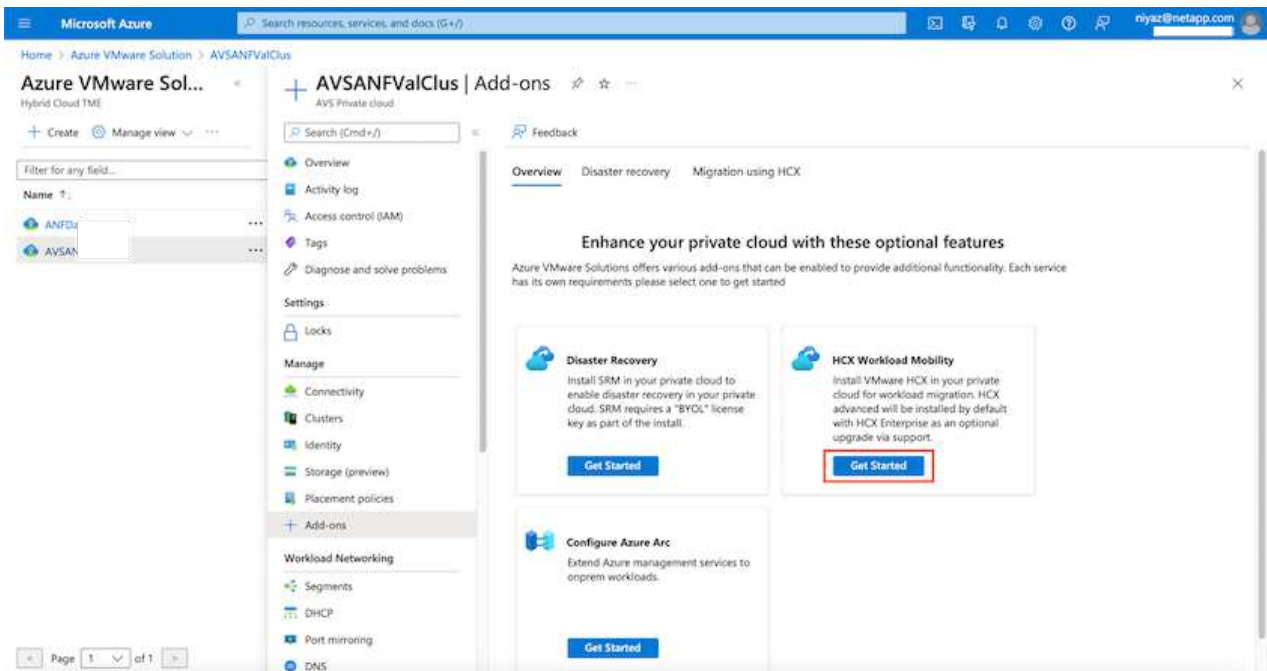 Microsoft Azure
Search resources, services, and docs (G+/)
niyaz@netapp.com
Home > Azure VMware Solution > AVSANFValClus
Azure VMware Sol...
«
Hybrid Cloud TME
+ Create
Manage view
...
Filter for any field...
Name ↑↓
ANFDa
...
AVSAN
...
< Page 1 of 1 >
AVSANFValClus | Add-ons
...
AVS Private cloud
Search (Cmd+/)
«
Overview
Activity log
Access control (IAM)
Tags
Diagnose and solve problems
Settings
Locks
Manage
Connectivity
Clusters
Identity
Storage (preview)
Placement policies
Add-ons
Workload Networking
Segments
DHCP
Port mirroring
DNS
Feedback
Overview Disaster recovery Migration using HCX
Enhance your private cloud with these optional features
Azure VMware Solutions offers various add-ons that can be enabled to provide additional functionality. Each service
has its own requirements please select one to get started
Disaster Recovery
Install SRM in your private cloud to
enable disaster recovery in your private
cloud. SRM requires a "BYOL" license
key as part of the install.
Get Started
HCX Workload Mobility
Install VMware HCX in your private
cloud for workload migration. HCX
advanced will be installed by default
with HCX Enterprise as an optional
upgrade via support.
Get Started
Configure Azure Arc
Extend Azure management services to
onprem workloads.
Get Started